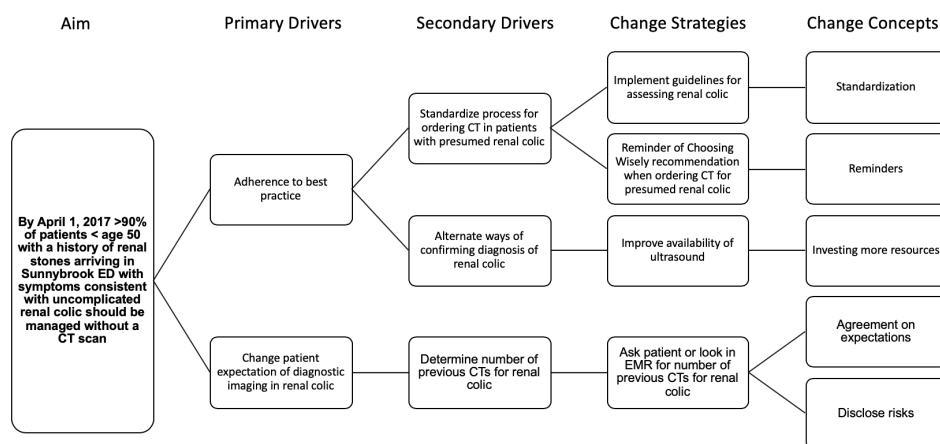 Aim
Primary Drivers
Secondary Drivers
Change Strategies
Change Concepts
By April 1, 2017 >90%
of patients < age 50
with a history of renal
stones arriving in
Sunnybrook ED with
symptoms consistent
with uncomplicated
renal colic should be
managed without a
CT scan
Adherence to best
practice
Change patient
expectation of diagnostic
imaging in renal colic
Standardize process for
ordering CT in patients
with presumed renal colic
Alternate ways of
confirming diagnosis of
renal colic
Determine number of
previous CTs for renal
colic
Implement guidelines for
assessing renal colic
Reminder of Choosing
Wisely recommendation
when ordering CT for
presumed renal colic
Improve availability of
ultrasound
Ask patient or look in
EMR for number of
previous CTs for renal
colic
Standardization
Reminders
Investing more resources
Agreement on
expectations
Disclose risks